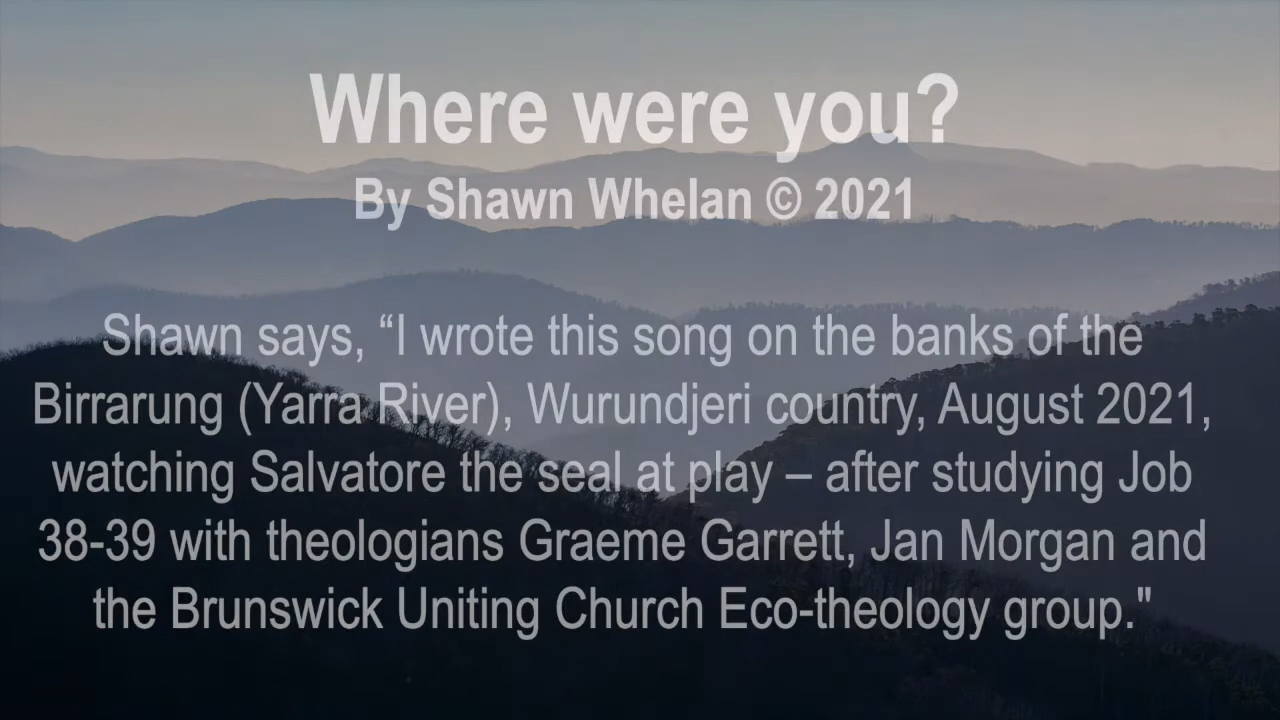 Where were you?
By Shawn Whelan © 2021
Shawn says, “I wrote this song on the banks of the
Birrarung (Yarra River), Wurundjeri country, August 2021,
watching Salvatore the seal at play – after studying Job
38-39 with theologians Graeme Garrett, Jan Morgan and
the Brunswick Uniting Church Eco-theology group."